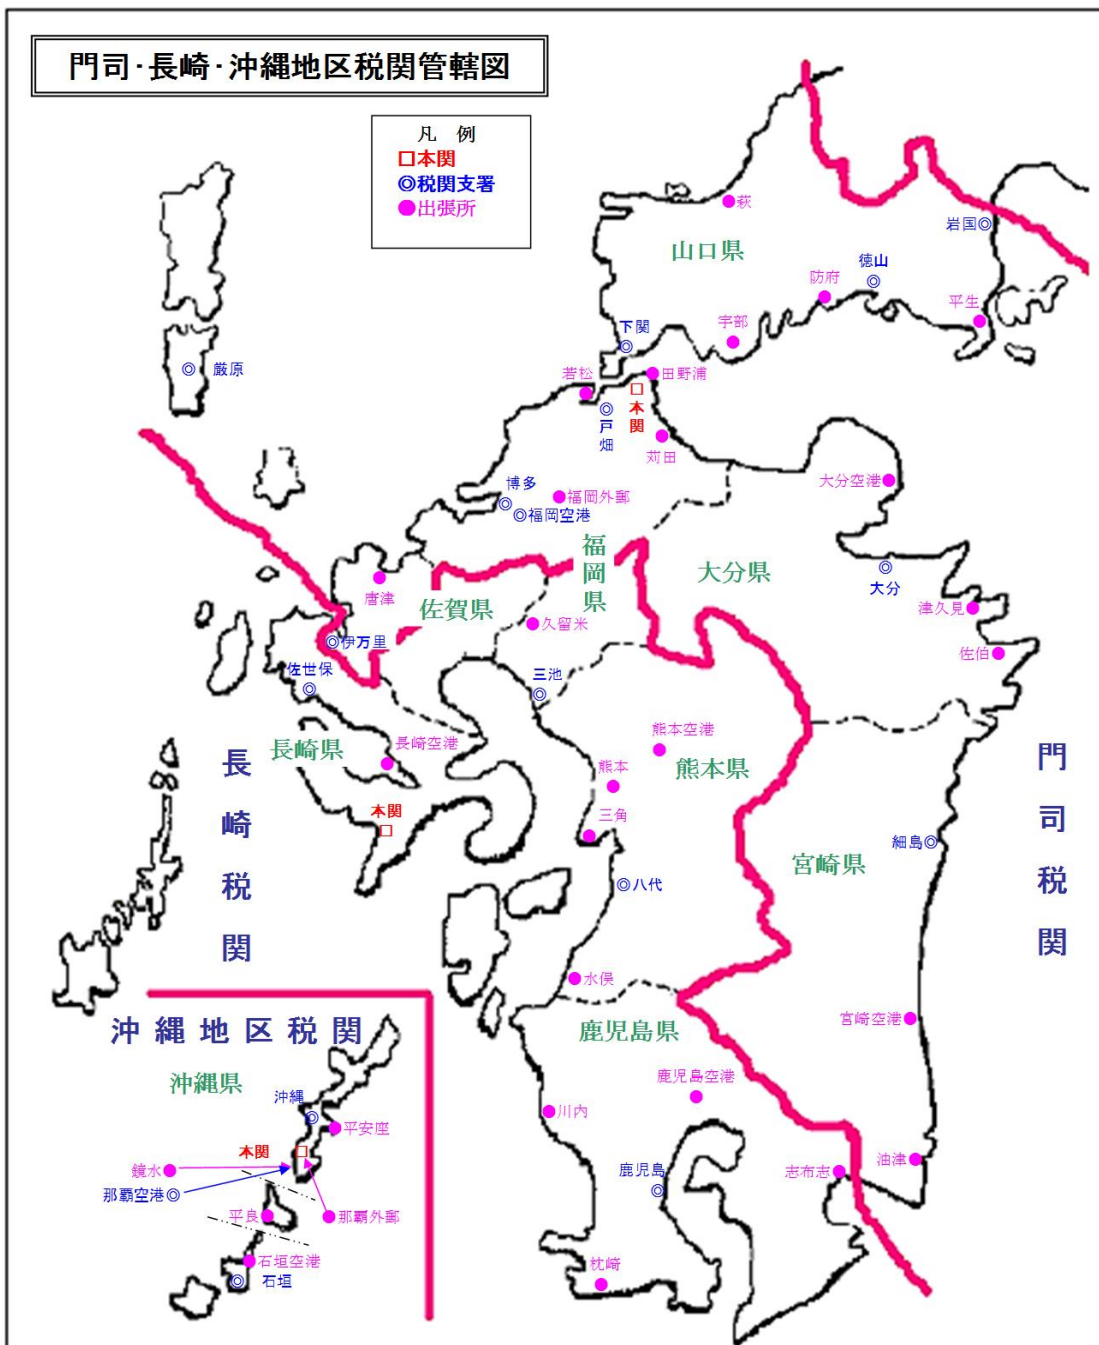 門司・長崎・沖縄地区税関管轄図
凡 例
□本関
◎税関支署
●出張所
萩
岩国◎
山口県
徳山
防府
平生
宇部
下関
厳原
若松
田野浦
本関
戸畑
苅田
大分空港
博多
福岡外郵
◎福岡空港
福岡県
大分県
大分
唐津
佐賀県
久留米
津久見
◎伊万里
佐伯
佐世保
三池
長崎県
長崎空港
熊本空港
熊本県
熊本
本関
三角
長崎税関
門司税関
細島◎
宮崎県
◎八代
水俣
宮崎空港
鹿児島県
沖縄地区税関
沖縄県
沖縄
平安座
本関
鏡水
那覇空港◎
平良
那覇外郵
石垣空港
石垣
川内
鹿児島空港
鹿児島
志布志
油津
枕崎